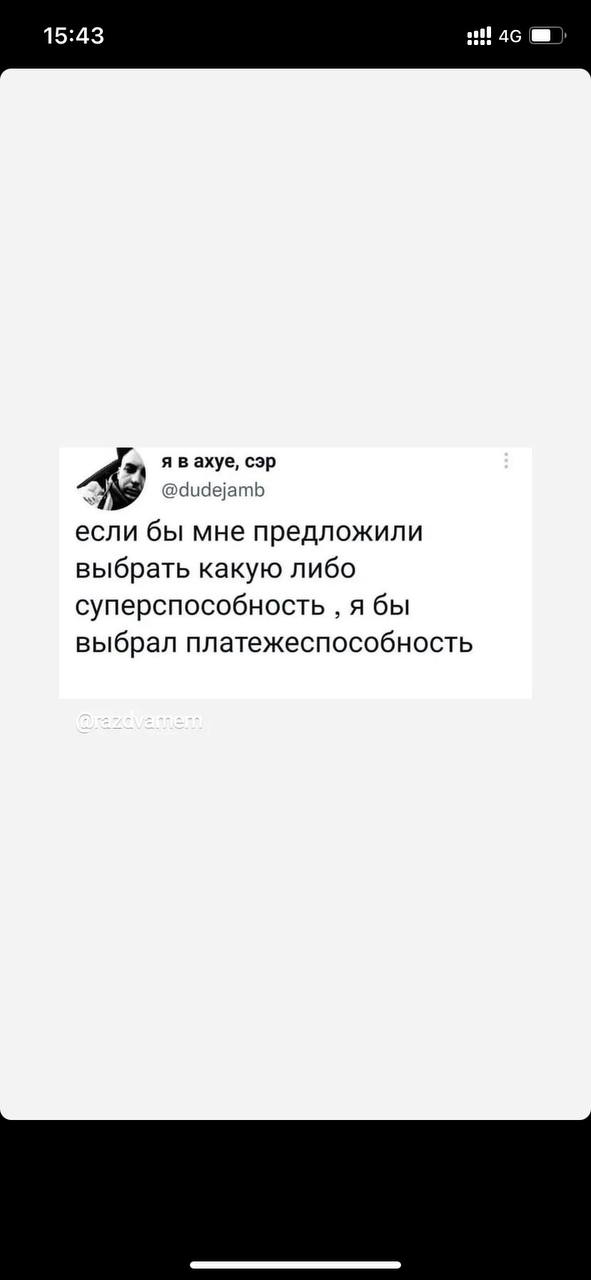 15:43
4G
я в ахуе, сэр
@dudejamb
если бы мне предложили
выбрать какую либо
суперспособность , я бы
выбрал платежеспособность
@razdvamem